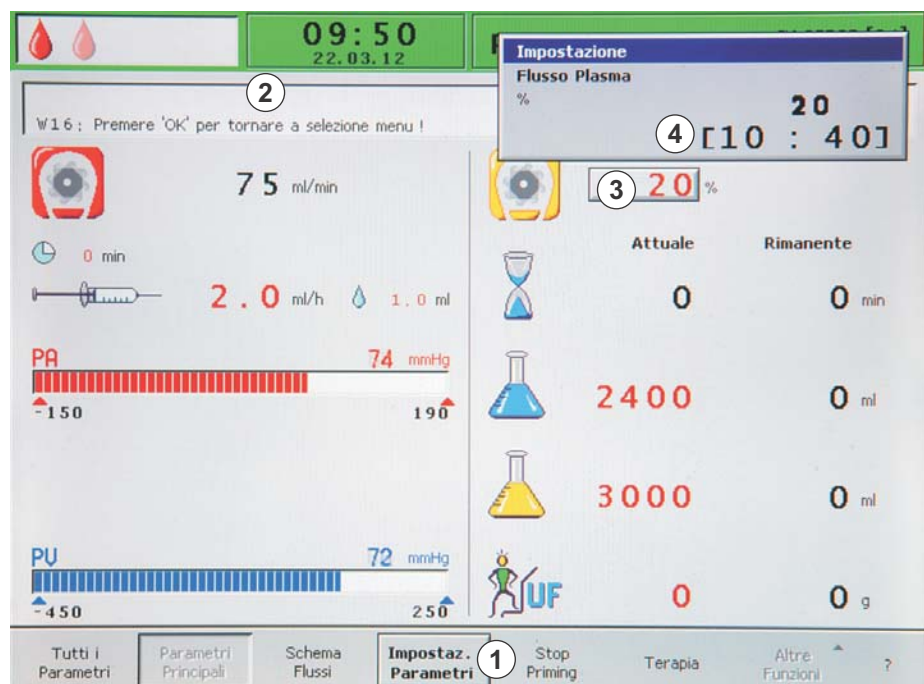 09:50
22.03.12
Impostazione
Flusso Plasma
%
20
4 [10 : 40]
2
W16: Premere 'OK' per tornare a selezione menu !
75 ml/min
3 20 %
0 min
Attuale Rimanente
2.0 ml/h 1.0 ml
0 0 min
PA 74 mmHg
-150 190
2400 0 ml
3000 0 ml
PV 72 mmHg
-450 250
UF 0 0 g
Tutti i Parametri
Parametri Principali
Schema Flussi
Impostaz. Parametri
1
Stop Priming
Terapia
Altre Funzioni
?